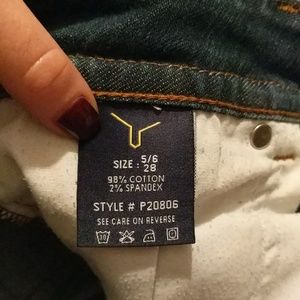 SIZE : 5/6
28
98% COTTON
2% SPANDEX
STYLE # P20806
SEE CARE ON REVERSE